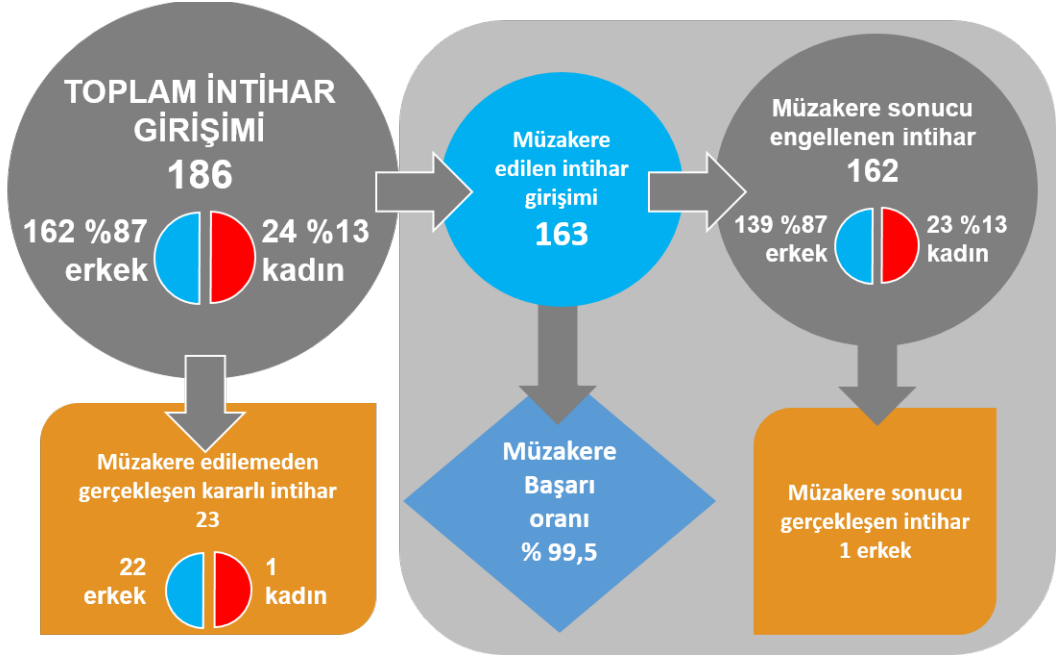 TOPLAM İNTİHAR
GİRİŞİMİ
186
162 %87
erkek
24 %13
kadın
Müzakere
edilen intihar
girişimi
163
Müzakere sonucu
engellenen intihar
162
139 %87
erkek
23 %13
kadın
Müzakere edilemeden
gerçekleşen kararlı intihar
23
22
erkek
1
kadın
Müzakere
Başarı
oranı
% 99,5
Müzakere sonucu
gerçekleşen intihar
1 erkek